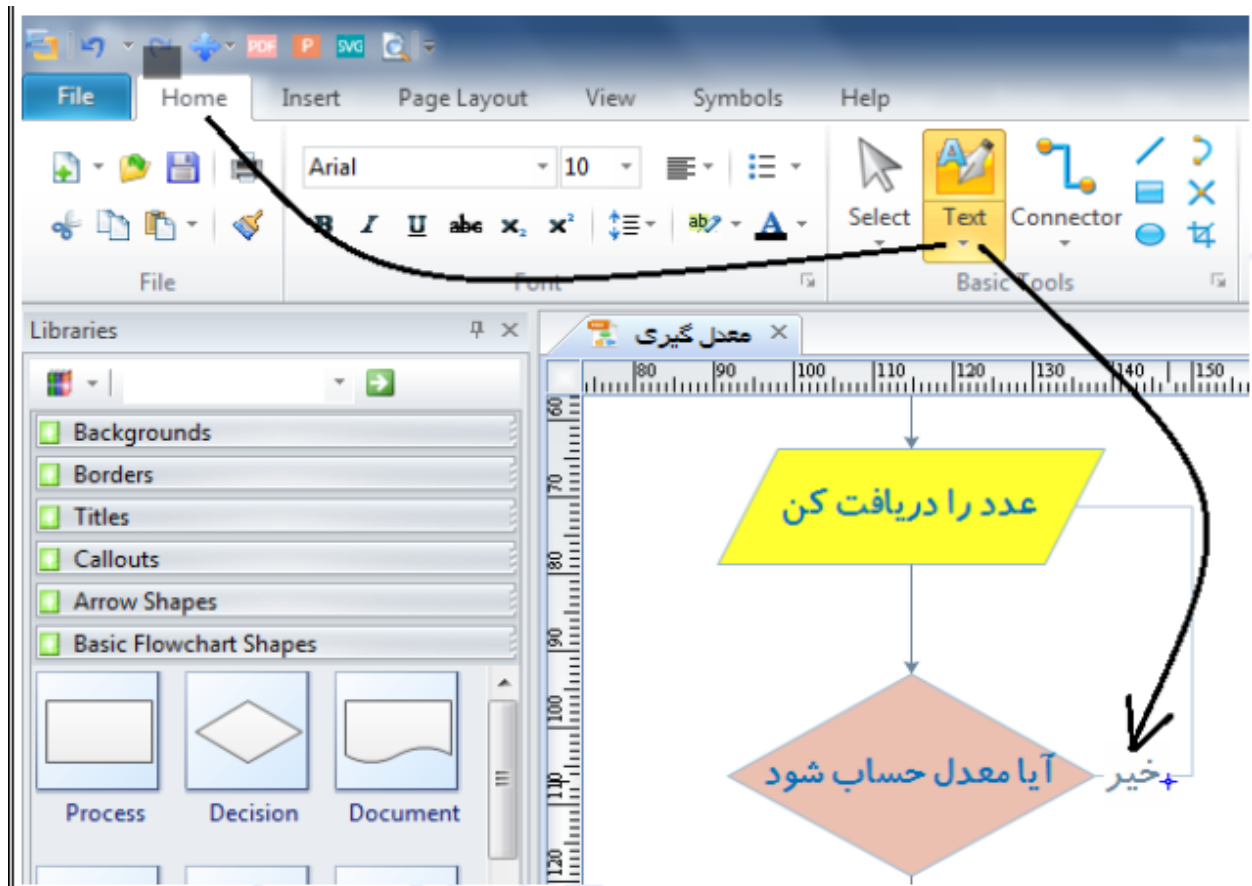 PDF P SVG
File Home Insert Page Layout View Symbols Help
Arial 10
Select Text Connector
B I U abc x₂ x² ab A
File Font Basic Tools
Libraries
معدل گیری
80 90 100 110 120 130 140 150
60
70
80
90
100
110
120
Backgrounds
Borders
Titles
Callouts
Arrow Shapes
Basic Flowchart Shapes
Process Decision Document
عدد را دریافت کن
آیا معدل حساب شود
خیر